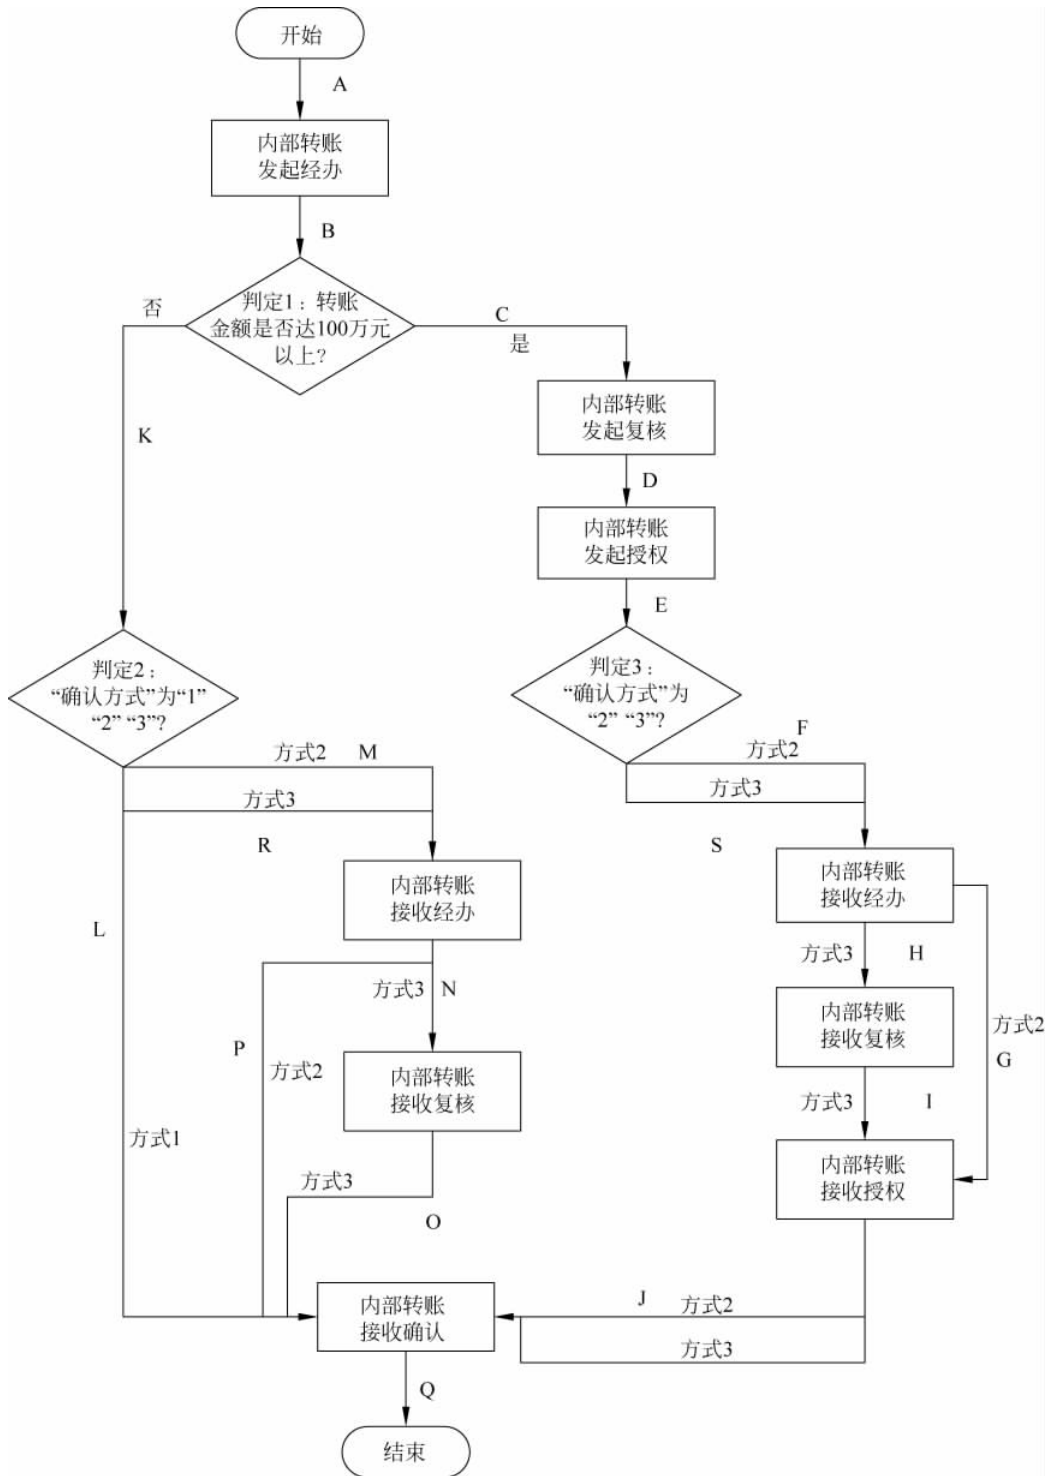 开始
A
内部转账
发起经办
B
否
判定1：转账
金额是否达100万元
以上?
C
是
内部转账
发起复核
K
D
内部转账
发起授权
E
判定2：
“确认方式”为“1”
“2” “3”?
判定3：
“确认方式”为
“2” “3”?
F
方式2
M
方式2
方式3
方式3
R
S
内部转账
接收经办
内部转账
接收经办
L
方式3
H
方式3
N
内部转账
接收复核
方式2
G
P
方式2
内部转账
接收复核
方式3
I
方式1
内部转账
接收授权
方式3
O
内部转账
接收确认
J
方式2
方式3
Q
结束